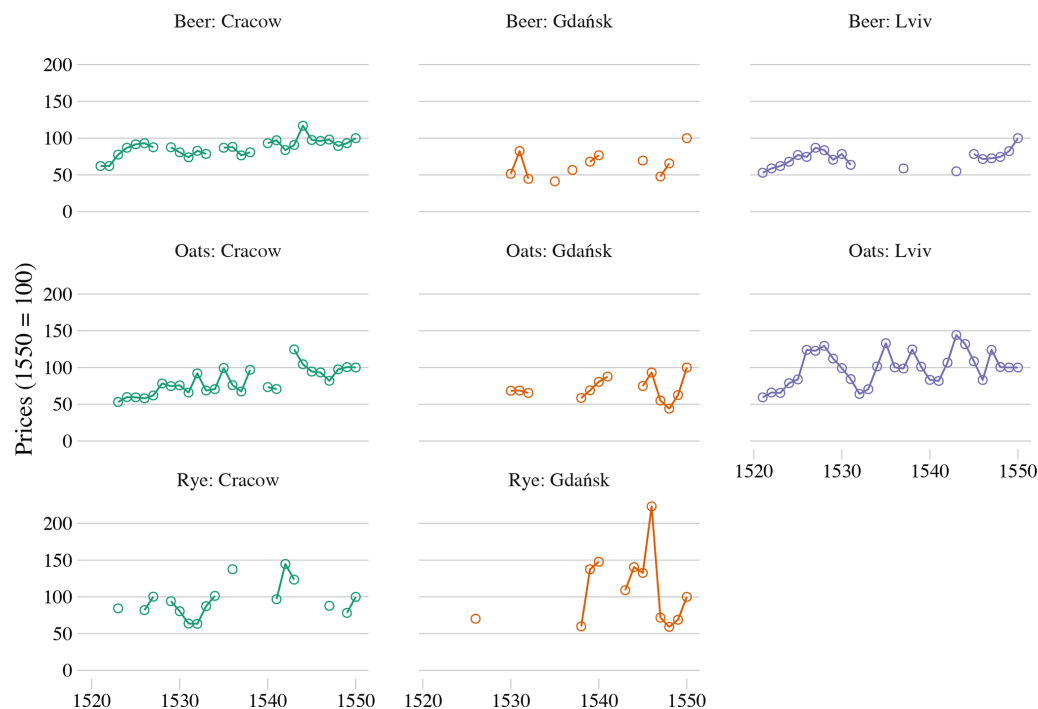 Beer: Cracow
Beer: Gdańsk
Beer: Lviv
200
150
100
50
0
Oats: Cracow
Oats: Gdańsk
Oats: Lviv
Prices (1550 = 100)
200
150
100
50
0
1520 1530 1540 1550
Rye: Cracow
Rye: Gdańsk
200
150
100
50
0
1520 1530 1540 1550
1520 1530 1540 1550